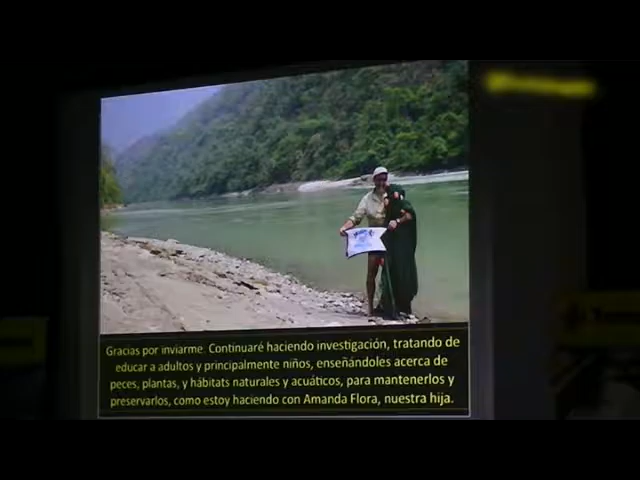 Gracias por inviarme. Continuaré haciendo investigación, tratando de
educar a adultos y principalmente niños, enseñándoles acerca de
peces, plantas, y hábitats naturales y acuáticos, para mantenerlos y
preservarlos, como estoy haciendo con Amanda Flora, nuestra hija.